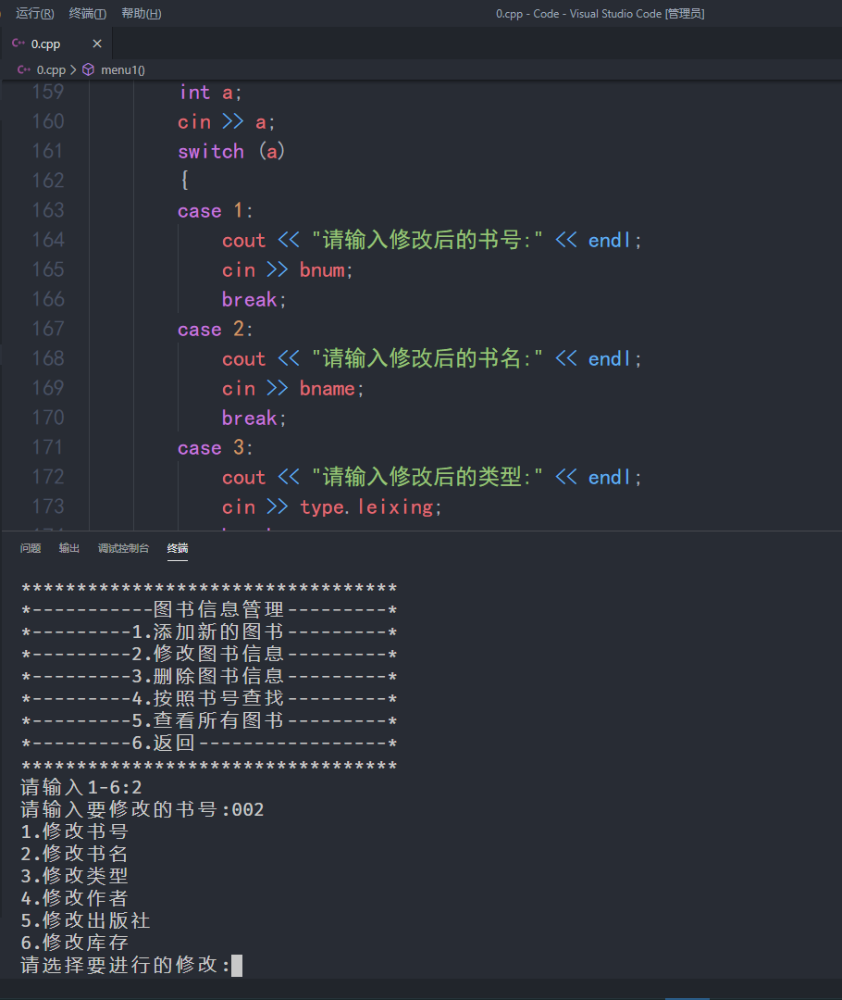 运行(R) 终端(T) 帮助(H) 0.cpp - Code - Visual Studio Code [管理员]
C++ 0.cpp ×
C++ 0.cpp > menu1()
159 int a;
160 cin >> a;
161 switch (a)
162 {
163 case 1:
164 cout << "请输入修改后的书号:" << endl;
165 cin >> bnum;
166 break;
167 case 2:
168 cout << "请输入修改后的书名:" << endl;
169 cin >> bname;
170 break;
171 case 3:
172 cout << "请输入修改后的类型:" << endl;
173 cin >> type.leixing;
问题 输出 调试控制台 终端
**********************************
*-----------图书信息管理---------*
*---------1.添加新的图书---------*
*---------2.修改图书信息---------*
*---------3.删除图书信息---------*
*---------4.按照书号查找---------*
*---------5.查看所有图书---------*
*---------6.返回-----------------*
**********************************
请输入1-6:2
请输入要修改的书号:002
1.修改书号
2.修改书名
3.修改类型
4.修改作者
5.修改出版社
6.修改库存
请选择要进行的修改: